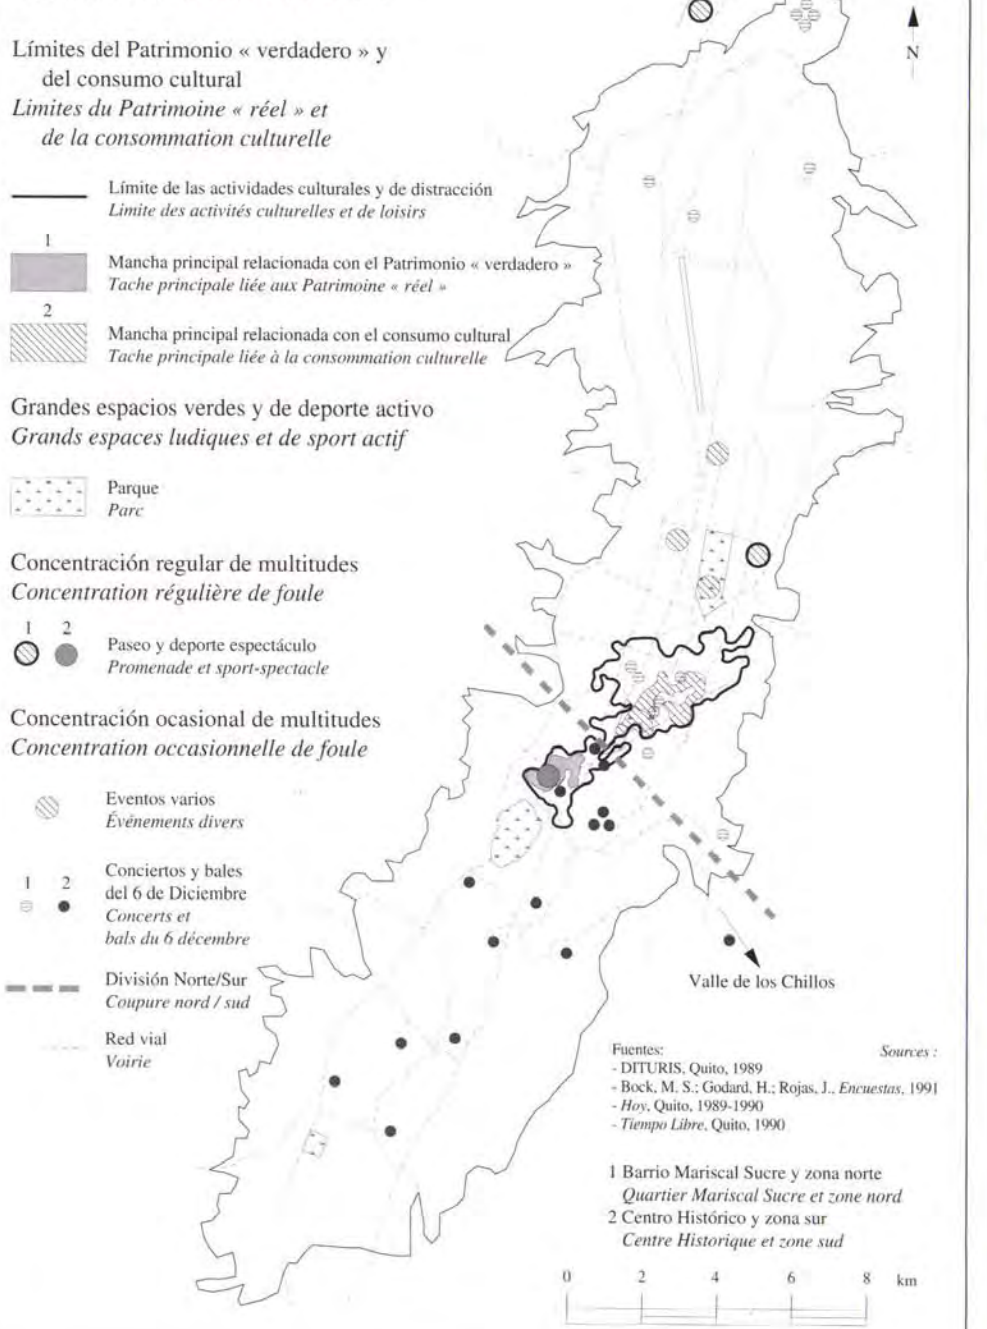 N
Límites del Patrimonio « verdadero » y
del consumo cultural
Limites du Patrimoine « réel » et
de la consommation culturelle
Límite de las actividades culturales y de distracción
Limite des activités culturelles et de loisirs
1
Mancha principal relacionada con el Patrimonio « verdadero »
Tache principale liée aux Patrimoine « réel »
2
Mancha principal relacionada con el consumo cultural
Tache principale liée à la consommation culturelle
Grandes espacios verdes y de deporte activo
Grands espaces ludiques et de sport actif
Parque
Parc
Concentración regular de multitudes
Concentration régulière de foule
1 2
Paseo y deporte espectáculo
Promenade et sport-spectacle
Concentración ocasional de multitudes
Concentration occasionnelle de foule
Eventos varios
Événements divers
1 2
Conciertos y bales
del 6 de Diciembre
Concerts et
bals du 6 décembre
División Norte/Sur
Coupure nord / sud
Red vial
Voirie
Valle de los Chillos
Fuentes: Sources :
- DITURIS, Quito, 1989
- Bock, M. S.; Godard, H.; Rojas, J., Encuestas, 1991
- Hoy, Quito, 1989-1990
- Tiempo Libre, Quito, 1990
1 Barrio Mariscal Sucre y zona norte
Quartier Mariscal Sucre et zone nord
2 Centro Histórico y zona sur
Centre Historique et zone sud
0 2 4 6 8 km